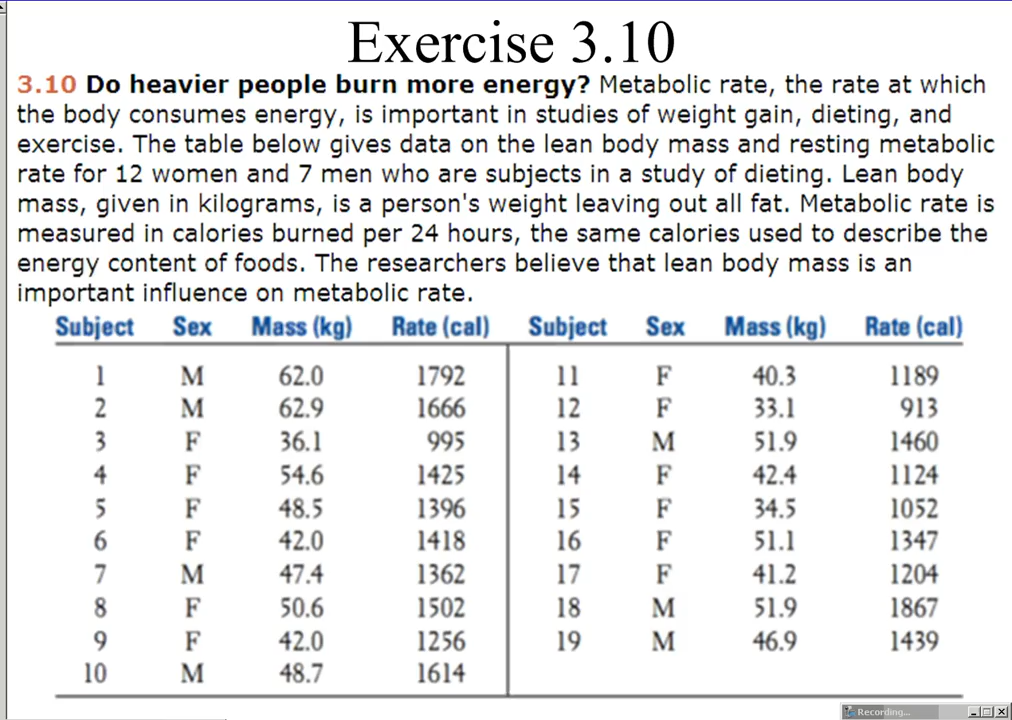 Exercise 3.10
3.10 Do heavier people burn more energy? Metabolic rate, the rate at which
the body consumes energy, is important in studies of weight gain, dieting, and
exercise. The table below gives data on the lean body mass and resting metabolic
rate for 12 women and 7 men who are subjects in a study of dieting. Lean body
mass, given in kilograms, is a person's weight leaving out all fat. Metabolic rate is
measured in calories burned per 24 hours, the same calories used to describe the
energy content of foods. The researchers believe that lean body mass is an
important influence on metabolic rate.
Subject Sex Mass (kg) Rate (cal) Subject Sex Mass (kg) Rate (cal)
1 M 62.0 1792 11 F 40.3 1189
2 M 62.9 1666 12 F 33.1 913
3 F 36.1 995 13 M 51.9 1460
4 F 54.6 1425 14 F 42.4 1124
5 F 48.5 1396 15 F 34.5 1052
6 F 42.0 1418 16 F 51.1 1347
7 M 47.4 1362 17 F 41.2 1204
8 F 50.6 1502 18 M 51.9 1867
9 F 42.0 1256 19 M 46.9 1439
10 M 48.7 1614
Recording...